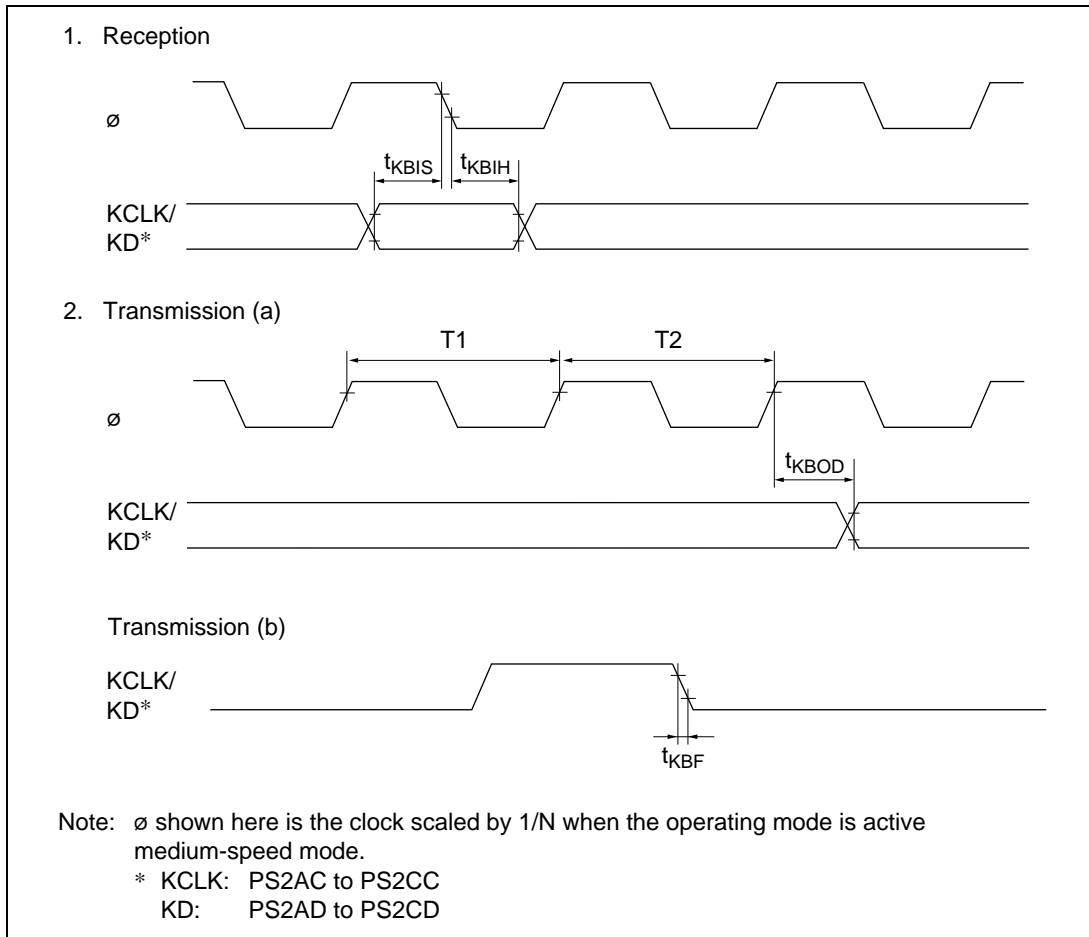 1. Reception
ø
tKBIS
tKBIH
KCLK/
KD*
2. Transmission (a)
T1
T2
ø
tKBOD
KCLK/
KD*
Transmission (b)
KCLK/
KD*
tKBF
Note: ø shown here is the clock scaled by 1/N when the operating mode is active
medium-speed mode.
* KCLK: PS2AC to PS2CC
KD: PS2AD to PS2CD